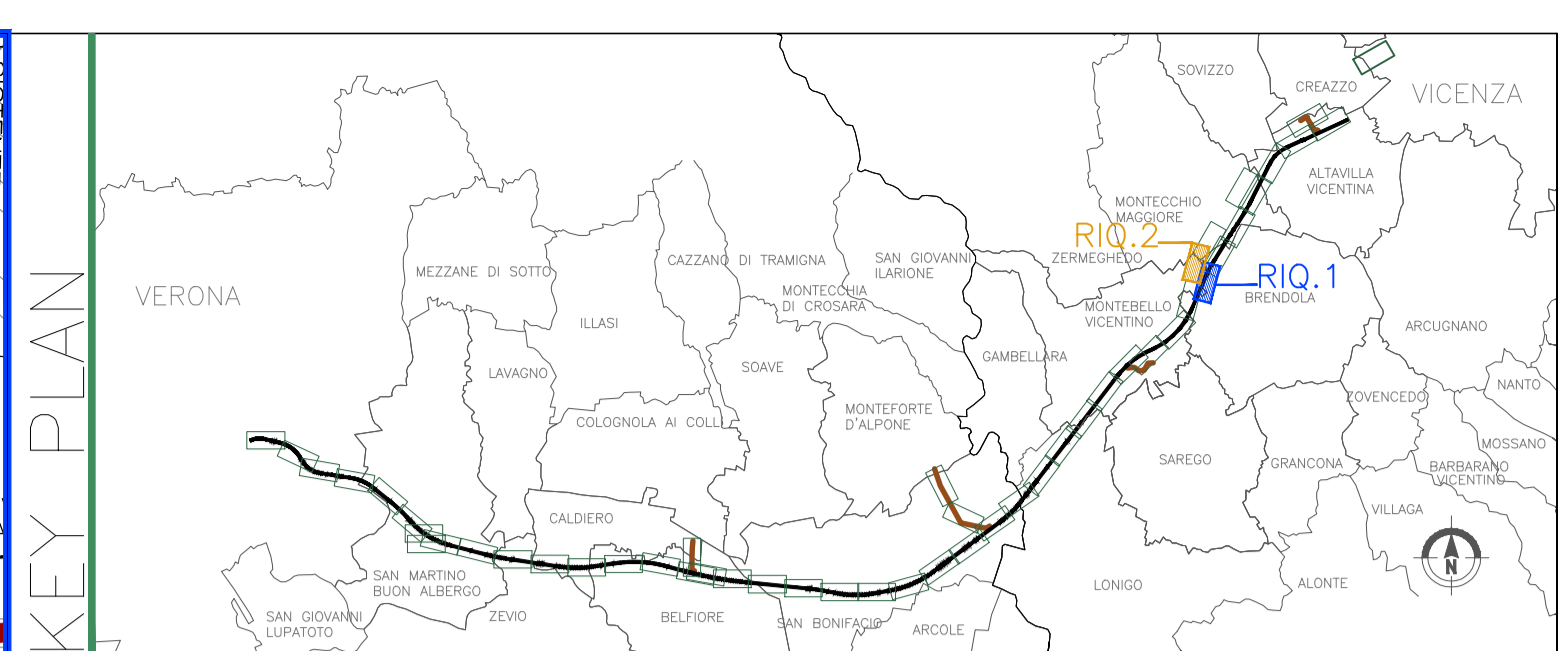 KEY PLAN
SOVIZZO
CREAZZO
VICENZA
ALTAVILLA
VICENTINA
MONTECCHIO
MAGGIORE
RIQ.2
ZERMEGHEDO
RIQ.1
BRENDOLA
MEZZANE DI SOTTO
CAZZANO DI TRAMIGNA
SAN GIOVANNI
ILARIONE
VERONA
MONTECCHIA
DI CROSARA
MONTEBELLO
VICENTINO
ILLASI
ARCUGNANO
GAMBELLARA
LAVAGNO
SOAVE
NANTO
ZOVENCEDO
MONTEFORTE
D'ALPONE
COLOGNOLA AI COLLI
MOSSANO
SAREGO
GRANCONA
BARBARANO
VICENTINO
CALDIERO
VILLAGA
N
SAN MARTINO
BUON ALBERGO
LONIGO
ALONTE
SAN GIOVANNI
LUPATOTO
ZEVIO
BELFIORE
SAN BONIFACIO
ARCOLE